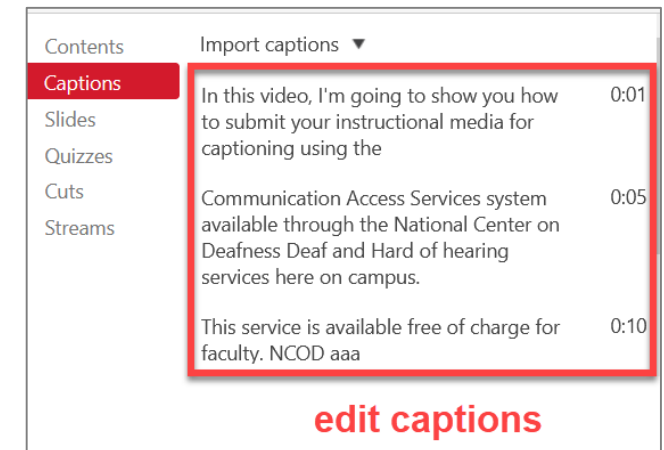 Contents
Captions
Slides
Quizzes
Cuts
Streams
Import captions ▼
In this video, I'm going to show you how 0:01
to submit your instructional media for
captioning using the
Communication Access Services system 0:05
available through the National Center on
Deafness Deaf and Hard of hearing
services here on campus.
This service is available free of charge for 0:10
faculty. NCOD aaa
edit captions